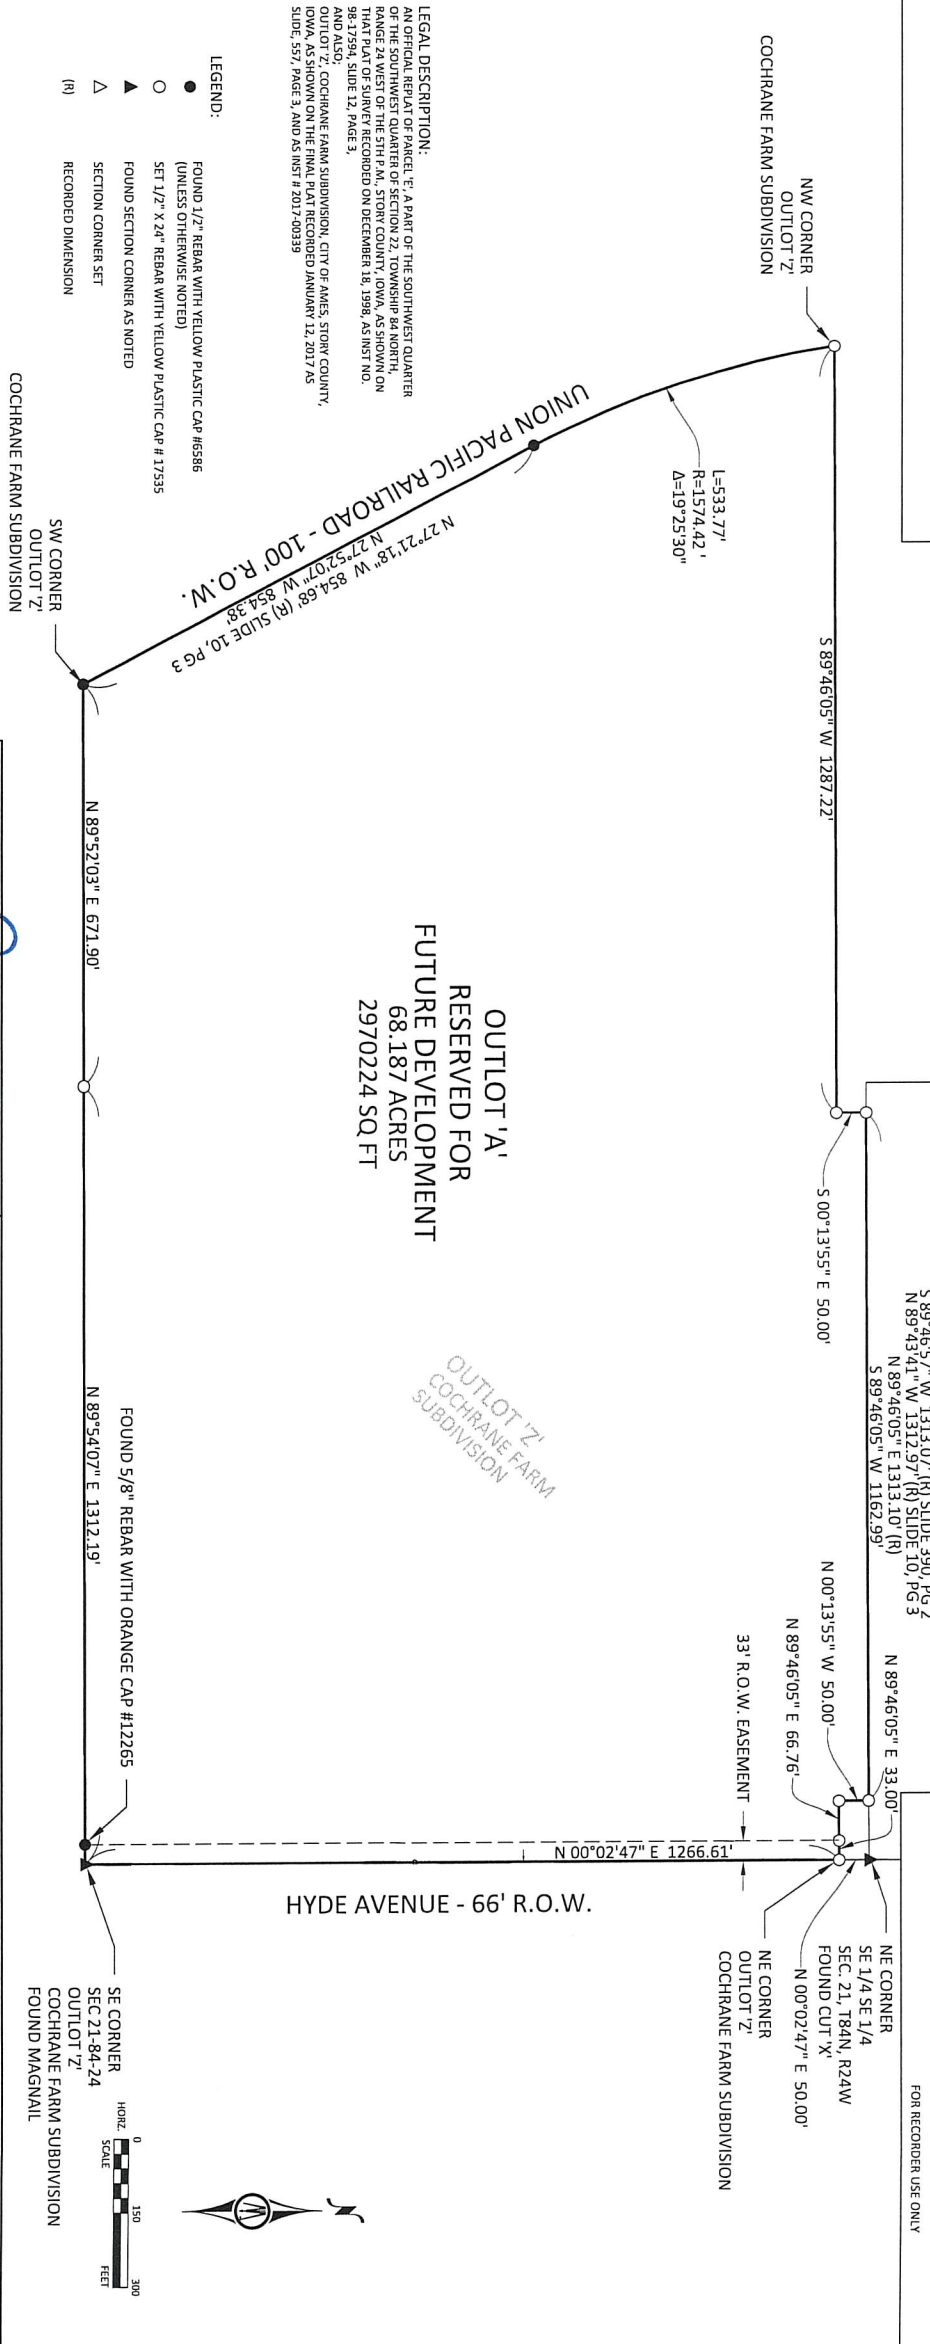 FOR RECORDER USE ONLY
LEGAL DESCRIPTION:
AN OFFICIAL REPLAT OF PARCEL 'E', A PART OF THE SOUTHWEST QUARTER
OF THE SOUTHWEST QUARTER OF SECTION 22, TOWNSHIP 84 NORTH,
RANGE 24 WEST OF THE 5TH P.M., STORY COUNTY, IOWA, AS SHOWN ON
THAT PLAT OF SURVEY RECORDED ON DECEMBER 18, 1998, AS INST NO.
98-17594, SLIDE 12, PAGE 3,
AND ALSO;
OUTLOT 'Z', COCHRANE FARM SUBDIVISION, CITY OF AMES, STORY COUNTY,
IOWA, AS SHOWN ON THE FINAL PLAT RECORDED JANUARY 12, 2017 AS
SLIDE, 557, PAGE 3, AND AS INST # 2017-00339
LEGEND:
FOUND 1/2" REBAR WITH YELLOW PLASTIC CAP #6586
(UNLESS OTHERWISE NOTED)
SET 1/2" X 24" REBAR WITH YELLOW PLASTIC CAP # 17535
FOUND SECTION CORNER AS NOTED
SECTION CORNER SET
(R) RECORDED DIMENSION
NW CORNER
OUTLOT 'Z'
COCHRANE FARM SUBDIVISION
L=533.77'
R=1574.42'
Δ=19°25'30"
UNION PACIFIC RAILROAD - 100' R.O.W.
N 27°21'18" W 854.68' (R) SLIDE 10, PG 3
N 27°52'07" W 854.38'
SW CORNER
OUTLOT 'Z'
COCHRANE FARM SUBDIVISION
S 89°46'05" W 1287.22'
S 00°13'55" E 50.00'
S 89°46'57" W 1313.07' (R) SLIDE 390, PG 2
N 89°43'41" W 1312.97' (R) SLIDE 10, PG 3
N 89°46'05" E 1313.10' (R)
S 89°46'05" W 1162.99'
N 89°46'05" E 33.00'
N 00°13'55" W 50.00'
N 89°46'05" E 66.76'
33' R.O.W. EASEMENT
OUTLOT 'A'
RESERVED FOR
FUTURE DEVELOPMENT
68.187 ACRES
2970224 SQ FT
OUTLOT 'Z'
COCHRANE FARM
SUBDIVISION
N 89°52'03" E 671.90'
N 89°54'07" E 1312.19'
FOUND 5/8" REBAR WITH ORANGE CAP #12265
N 00°02'47" E 1266.61'
HYDE AVENUE - 66' R.O.W.
NE CORNER
SE 1/4 SE 1/4
SEC. 21, T84N, R24W
FOUND CUT 'X'
N 00°02'47" E 50.00'
NE CORNER
OUTLOT 'Z'
COCHRANE FARM SUBDIVISION
SE CORNER
SEC 21-84-24
OUTLOT 'Z'
COCHRANE FARM SUBDIVISION
FOUND MAGNAIL
N
0 150 300
HORZ. SCALE FEET